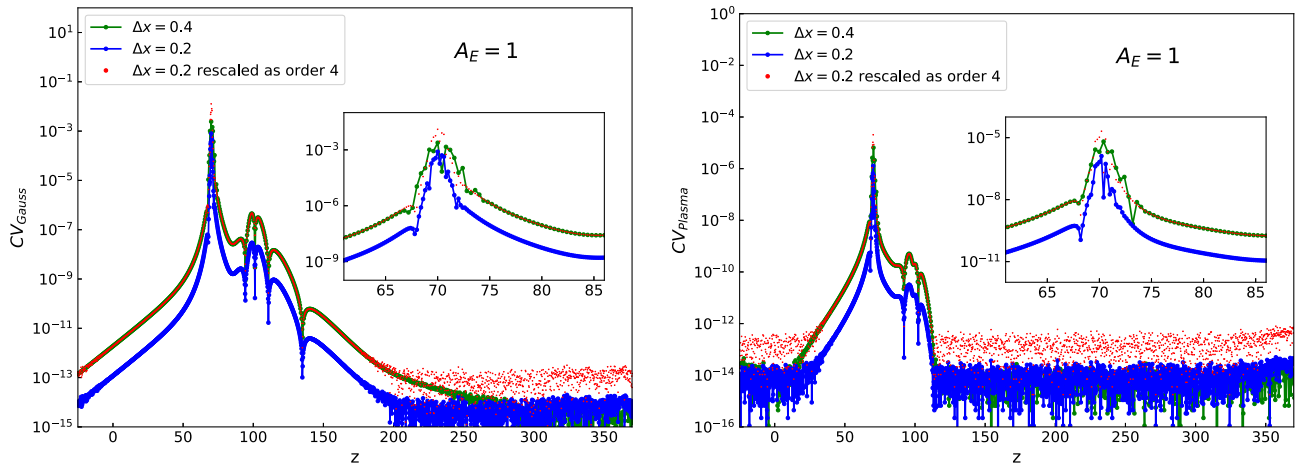 10¹
10⁻¹
10⁻³
10⁻⁵
10⁻⁷
10⁻⁹
10⁻¹¹
10⁻¹³
10⁻¹⁵
CV_Gauss
Δx = 0.4
Δx = 0.2
Δx = 0.2 rescaled as order 4
A_E = 1
10⁻³
10⁻⁶
10⁻⁹
65 70 75 80 85
0 50 100 150 200 250 300 350
z
10⁰
10⁻²
10⁻⁴
10⁻⁶
10⁻⁸
10⁻¹⁰
10⁻¹²
10⁻¹⁴
10⁻¹⁶
CV_Plasma
Δx = 0.4
Δx = 0.2
Δx = 0.2 rescaled as order 4
A_E = 1
10⁻⁵
10⁻⁸
10⁻¹¹
65 70 75 80 85
0 50 100 150 200 250 300 350
z